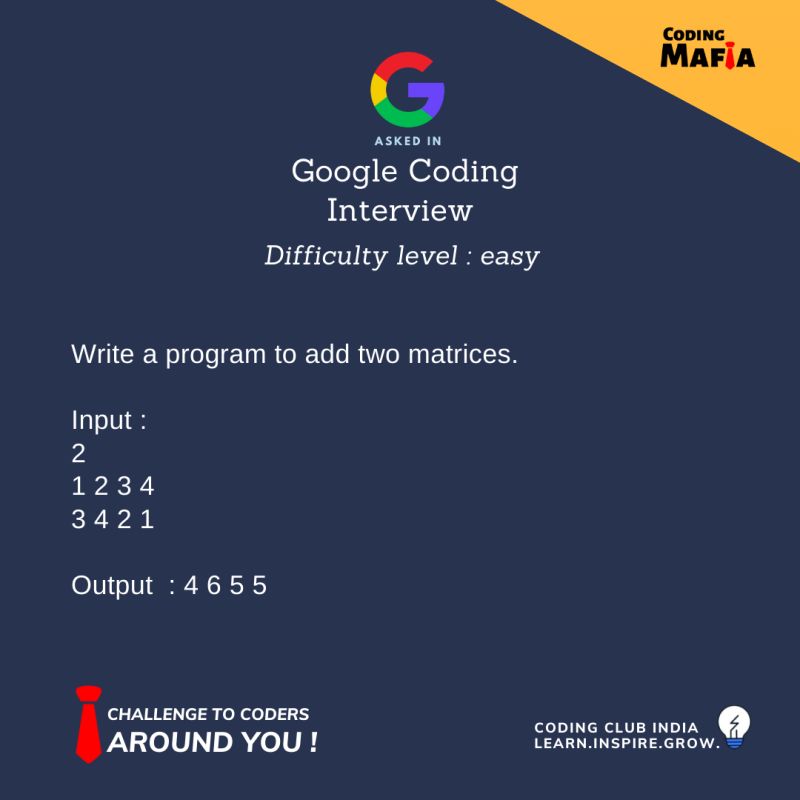 CODING
MAFIA
ASKED IN
Google Coding
Interview
Difficulty level : easy
Write a program to add two matrices.
Input :
2
1 2 3 4
3 4 2 1
Output : 4 6 5 5
CHALLENGE TO CODERS
AROUND YOU !
CODING CLUB INDIA
LEARN.INSPIRE.GROW.